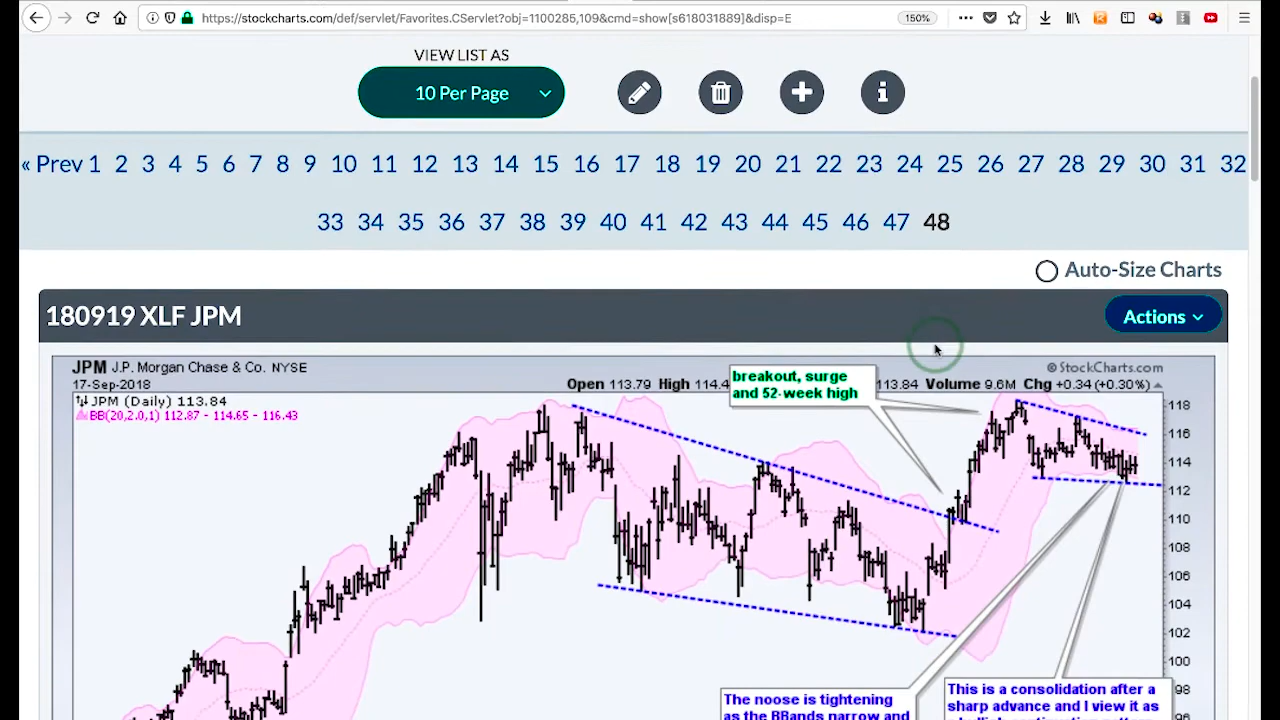 https://stockcharts.com/def/servlet/Favorites.CServlet?obj=1100285,109&cmd=show[s618031889]&disp=E
150%
VIEW LIST AS
10 Per Page
« Prev 1 2 3 4 5 6 7 8 9 10 11 12 13 14 15 16 17 18 19 20 21 22 23 24 25 26 27 28 29 30 31 32
33 34 35 36 37 38 39 40 41 42 43 44 45 46 47 48
Auto-Size Charts
180919 XLF JPM
Actions
JPM J.P. Morgan Chase & Co. NYSE
© StockCharts.com
17-Sep-2018
Open 113.79 High 114.4
113.84 Volume 9.6M Chg +0.34 (+0.30%)
JPM (Daily) 113.84
BB(20,2.0,1) 112.87 - 114.65 - 116.43
breakout, surge
and 52-week high
118
116
114
112
110
108
106
104
102
100
98
96
The noose is tightening
as the BBands narrow and
This is a consolidation after a
sharp advance and I view it as